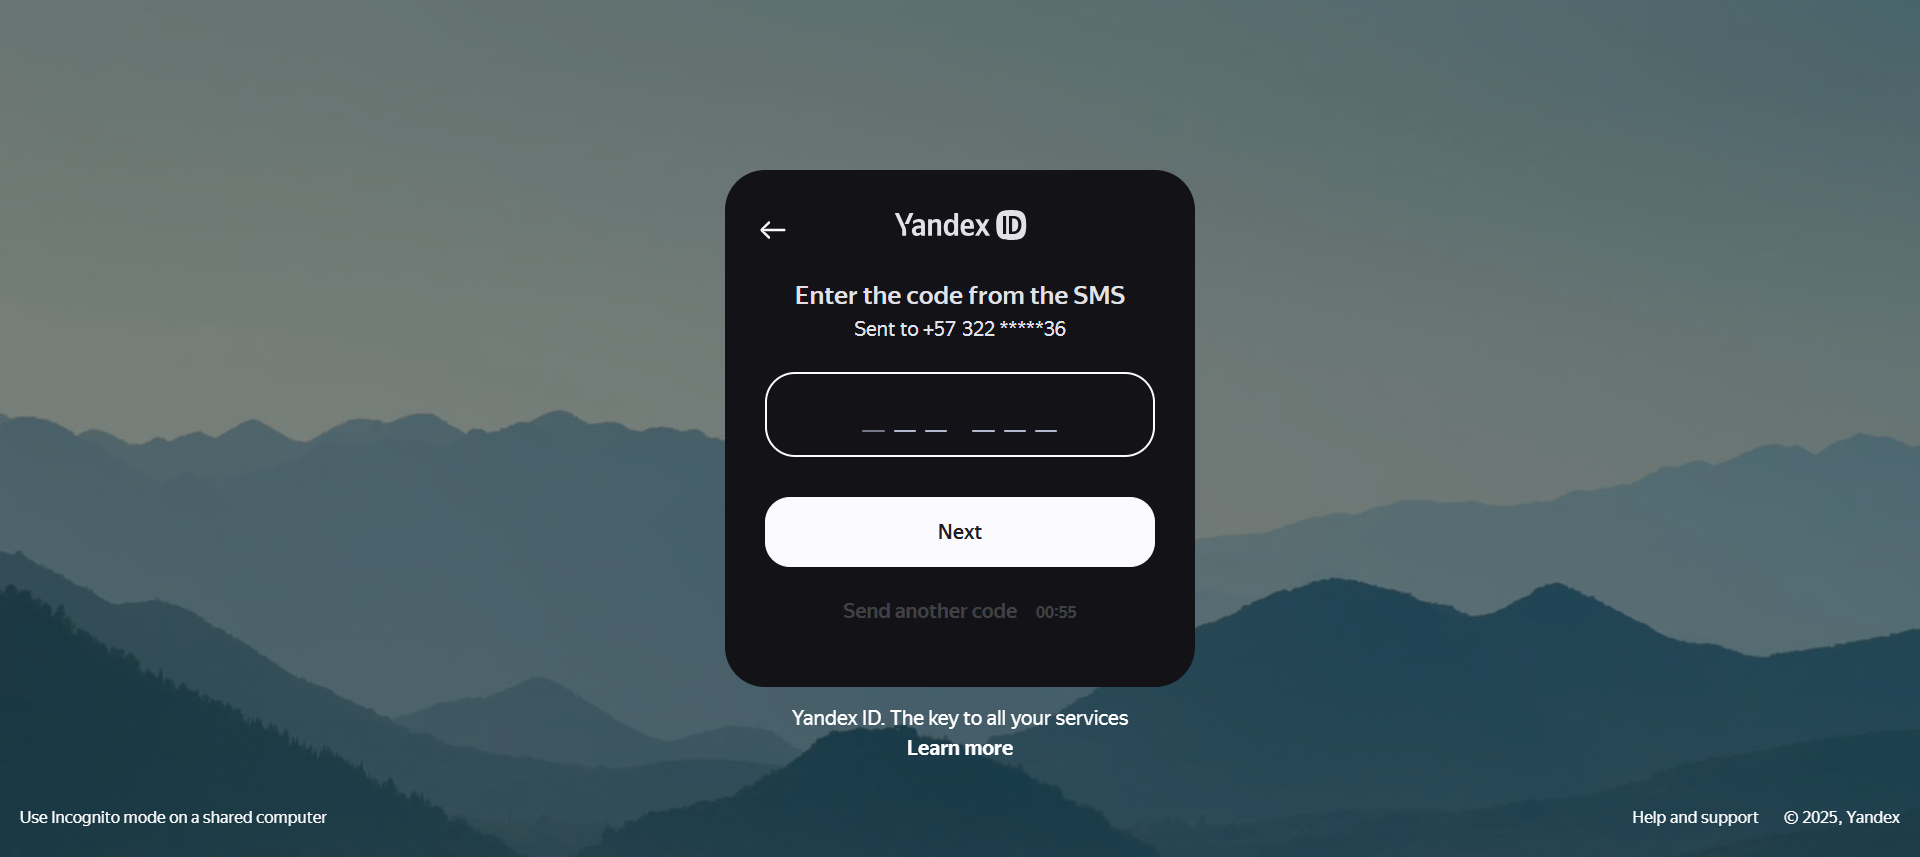 Yandex ID
Enter the code from the SMS
Sent to +57 322 *****36
Next
Send another code 00:55
Yandex ID. The key to all your services
Learn more
Use Incognito mode on a shared computer
Help and support
© 2025, Yandex